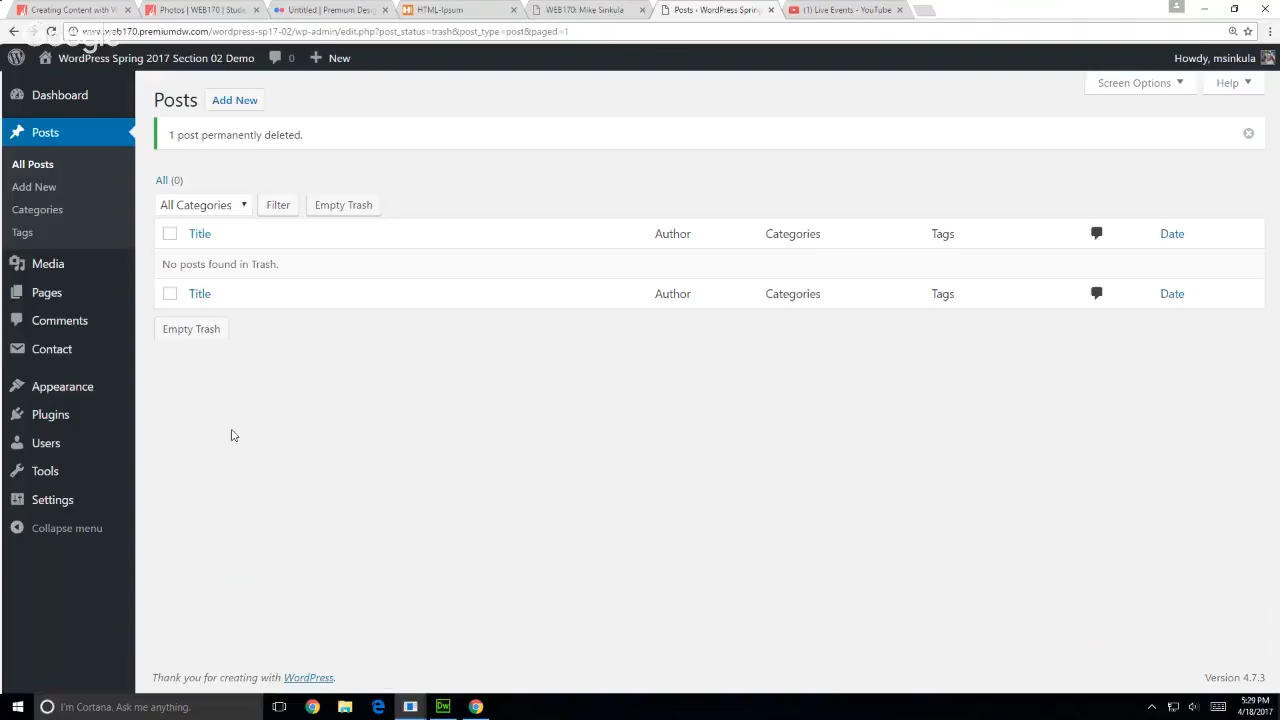 Creating Content with W
Photos | WEB170 | Stude
Untitled | Premium Desi
HTML-Ipsum
WEB170: Mike Sinkula
Posts ‹ WordPress Spring
(1) Live Events - YouTube
www.web170.premiumdw.com/wordpress-sp17-02/wp-admin/edit.php?post_status=trash&post_type=post&paged=1
Google
WordPress Spring 2017 Section 02 Demo
0
New
Howdy, msinkula
Dashboard
Posts
All Posts
Add New
Categories
Tags
Media
Pages
Comments
Contact
Appearance
Plugins
Users
Tools
Settings
Collapse menu
Screen Options
Help
Posts Add New
1 post permanently deleted.
All (0)
All Categories Filter Empty Trash
Title Author Categories Tags Date
No posts found in Trash.
Title Author Categories Tags Date
Empty Trash
Thank you for creating with WordPress.
Version 4.7.3
I'm Cortana. Ask me anything.
Dw
5:29 PM
4/18/2017